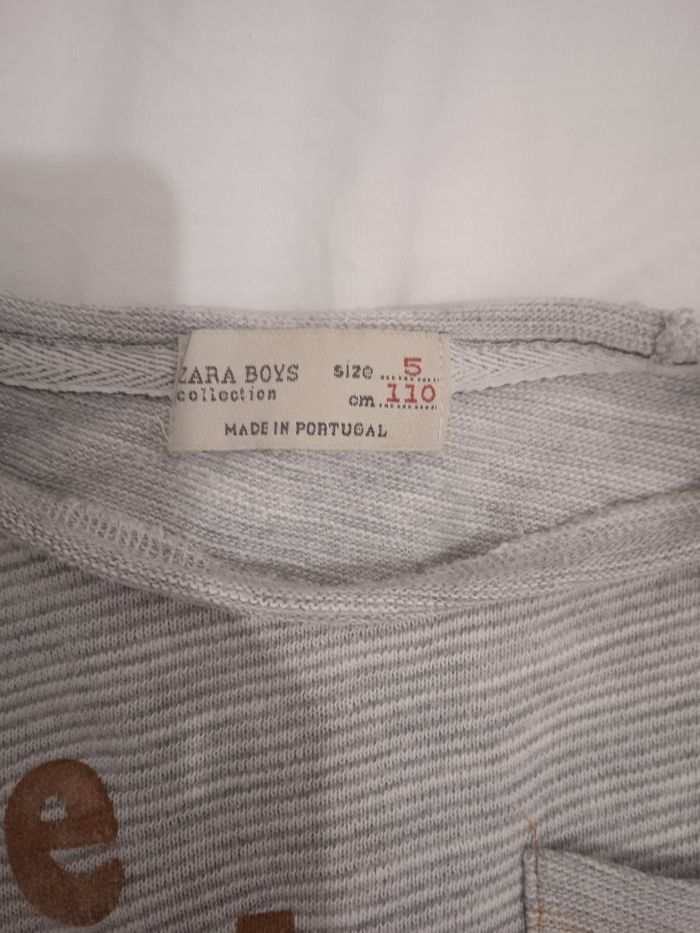 ZARA BOYS size 5
collection cm 110
MADE IN PORTUGAL
e